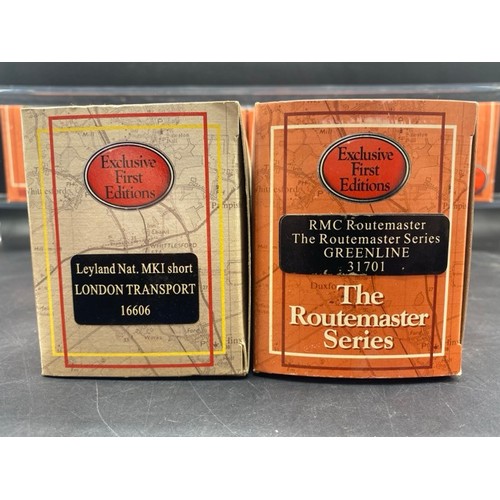 Exclusive
First
Editions
Leyland Nat. MKI short
LONDON TRANSPORT
16606
Exclusive
First
Editions
RMC Routemaster
The Routemaster Series
GREENLINE
31701
The
Routemaster
Series